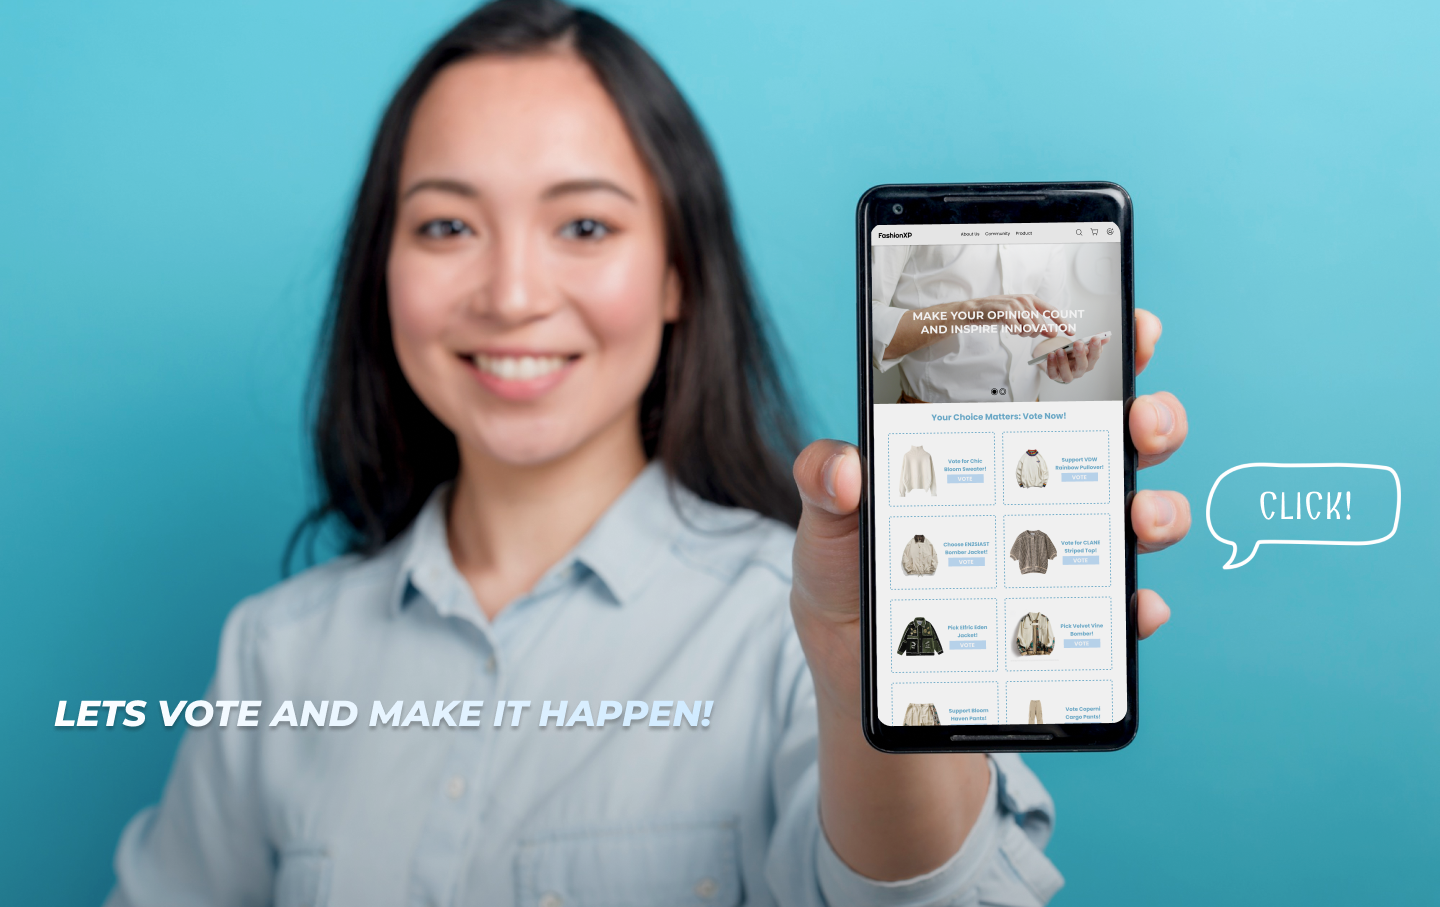 FashionXP
About Us Community Product
MAKE YOUR OPINION COUNT
AND INSPIRE INNOVATION
Your Choice Matters: Vote Now!
Vote for Chic
Bloom Sweater!
VOTE
Support VGW
Rainbow Pullover!
VOTE
Choose ENZSIAST
Bomber Jacket!
VOTE
Vote for CLANE
Striped Top!
VOTE
Pick Elfric Eden
Jacket!
VOTE
Pick Velvet Vine
Bomber!
VOTE
Support Bloom
Haven Pants!
Vote Coperni
Cargo Pants!
CLICK!
LETS VOTE AND MAKE IT HAPPEN!